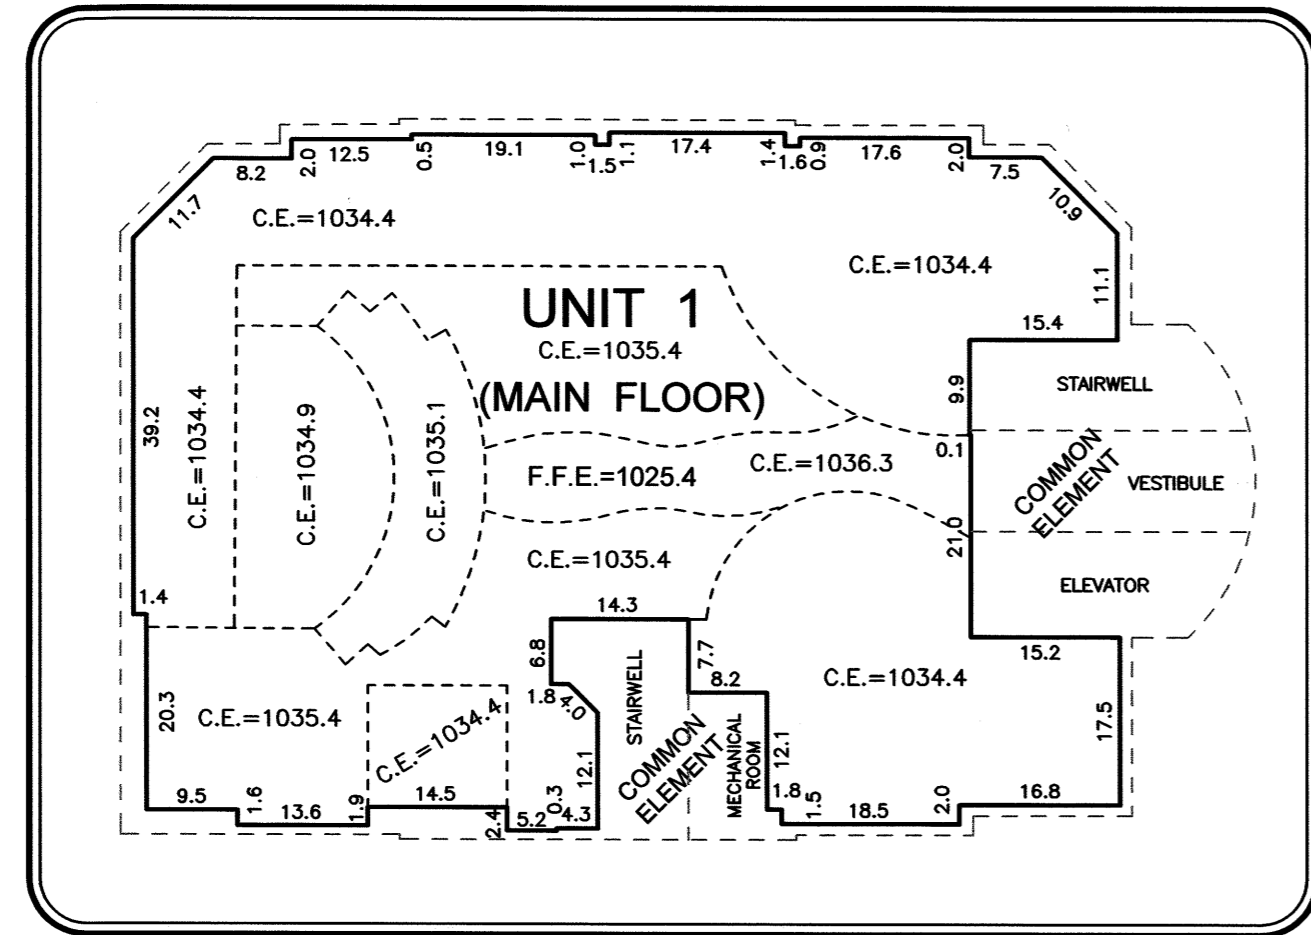 12.5
0.5
19.1
1.0
1.5
1.1
17.4
1.4
1.6
0.9
17.6
2.0
8.2
2.0
7.5
11.7
10.9
C.E.=1034.4
C.E.=1034.4
11.1
UNIT 1
C.E.=1035.4
(MAIN FLOOR)
15.4
9.9
STAIRWELL
39.2
C.E.=1034.4
C.E.=1034.9
C.E.=1035.1
F.F.E.=1025.4
C.E.=1036.3
0.1
COMMON
ELEMENT
VESTIBULE
21.0
C.E.=1035.4
ELEVATOR
1.4
14.3
6.8
7.7
15.2
8.2
1.8
4.0
STAIRWELL
C.E.=1034.4
20.3
C.E.=1035.4
C.E.=1034.4
17.5
COMMON
ELEMENT
MECHANICAL
ROOM
12.1
12.1
9.5
1.6
13.6
1.9
14.5
2.4
5.2
0.3
4.3
1.8
1.5
18.5
2.0
16.8